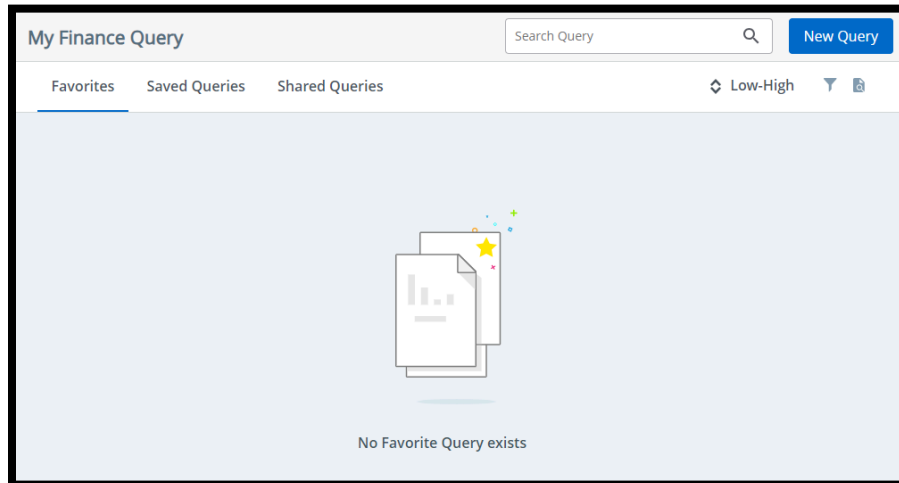 My Finance Query
Search Query
New Query
Favorites
Saved Queries
Shared Queries
Low-High
No Favorite Query exists